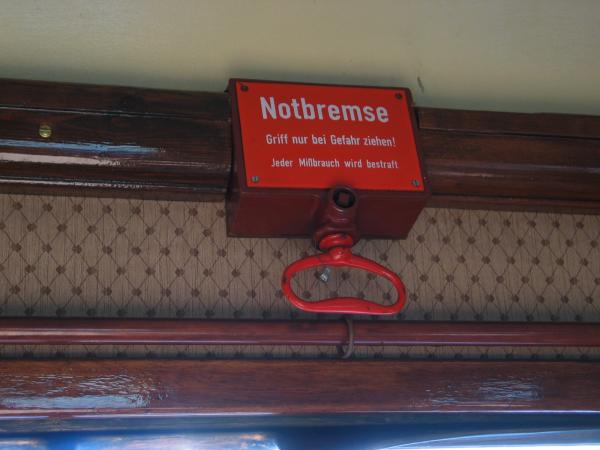 Notbremse
Griff nur bei Gefahr ziehen!
Jeder Mißbrauch wird bestraft